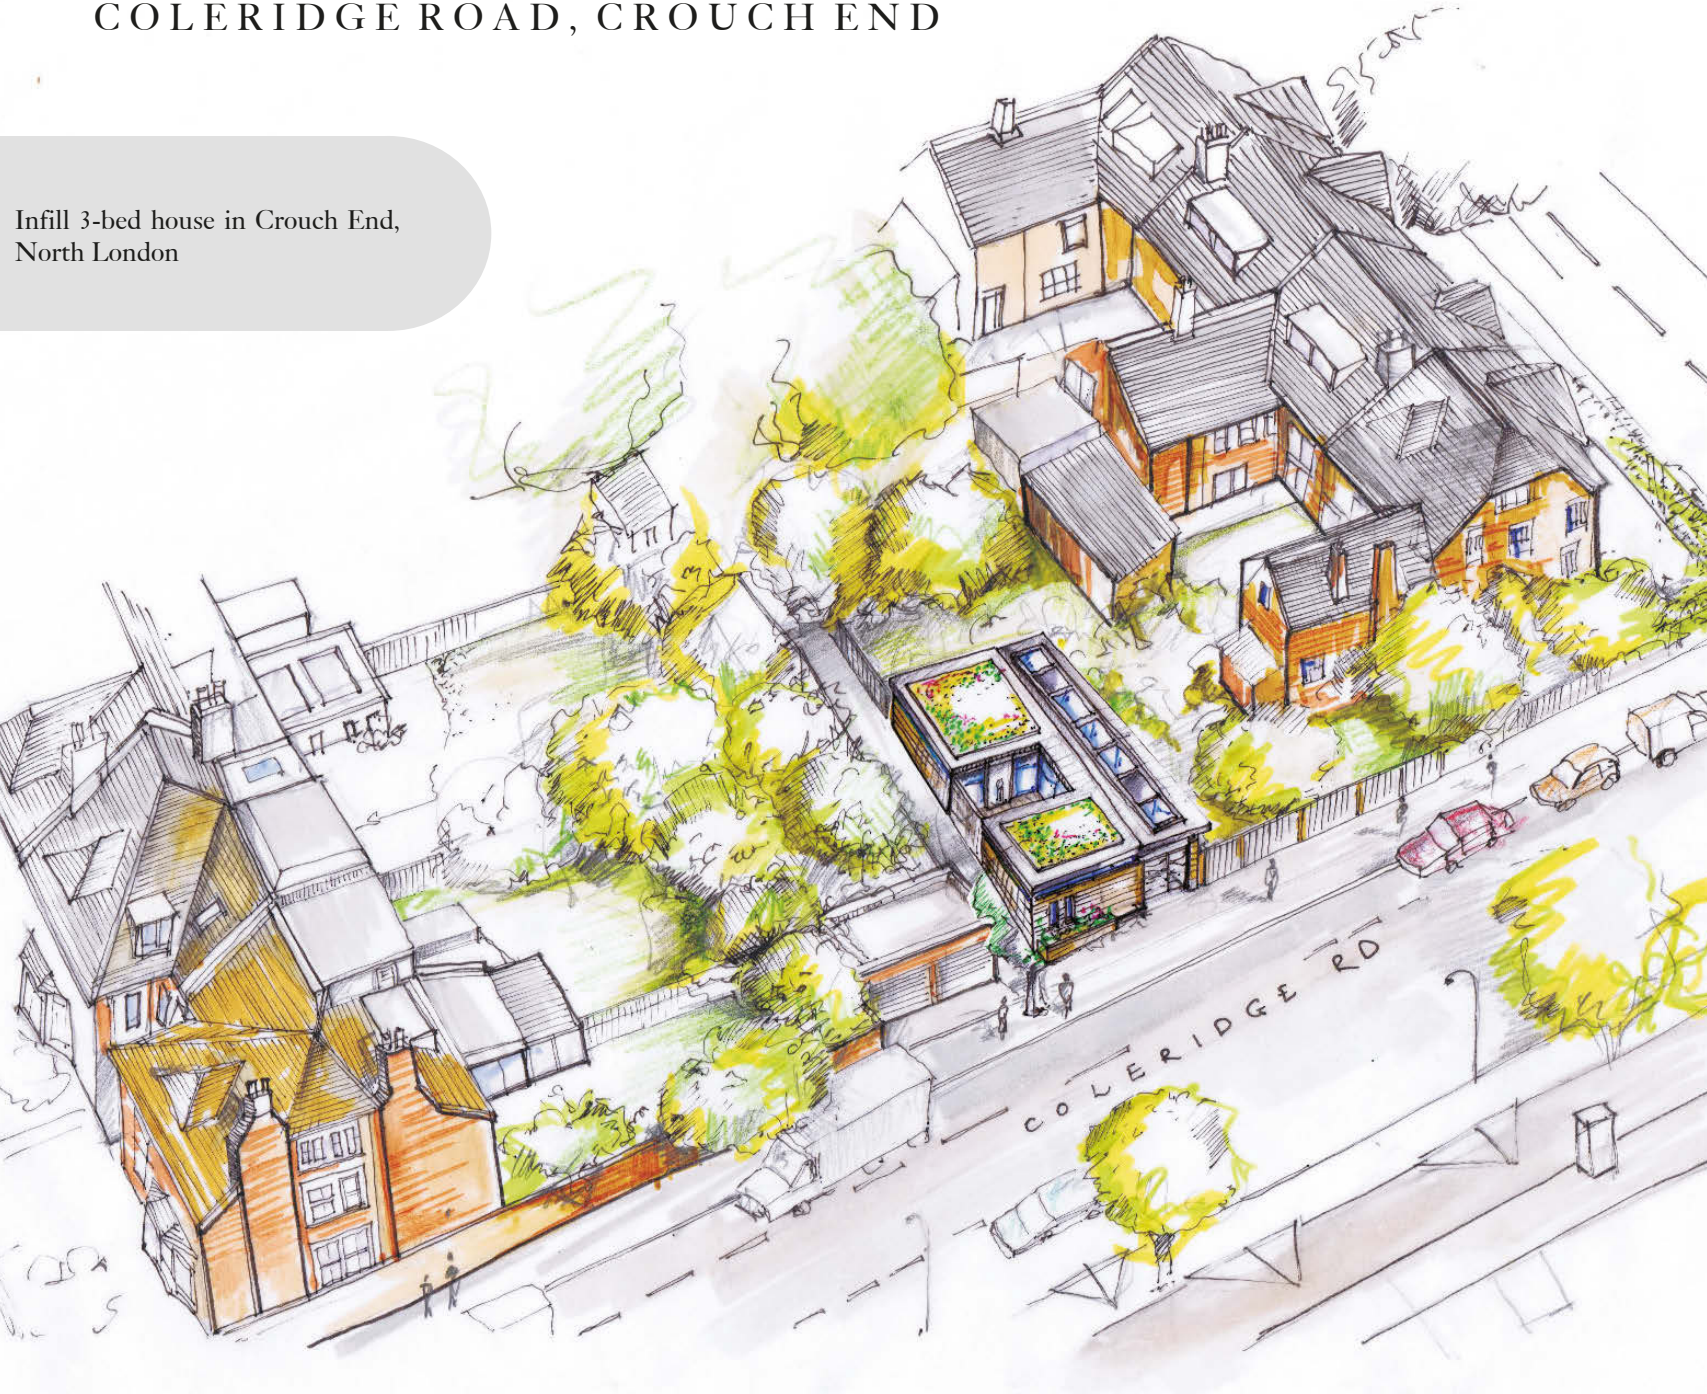 COLERIDGE ROAD, CROUCH END
Infill 3-bed house in Crouch End,
North London
COLERIDGE RD